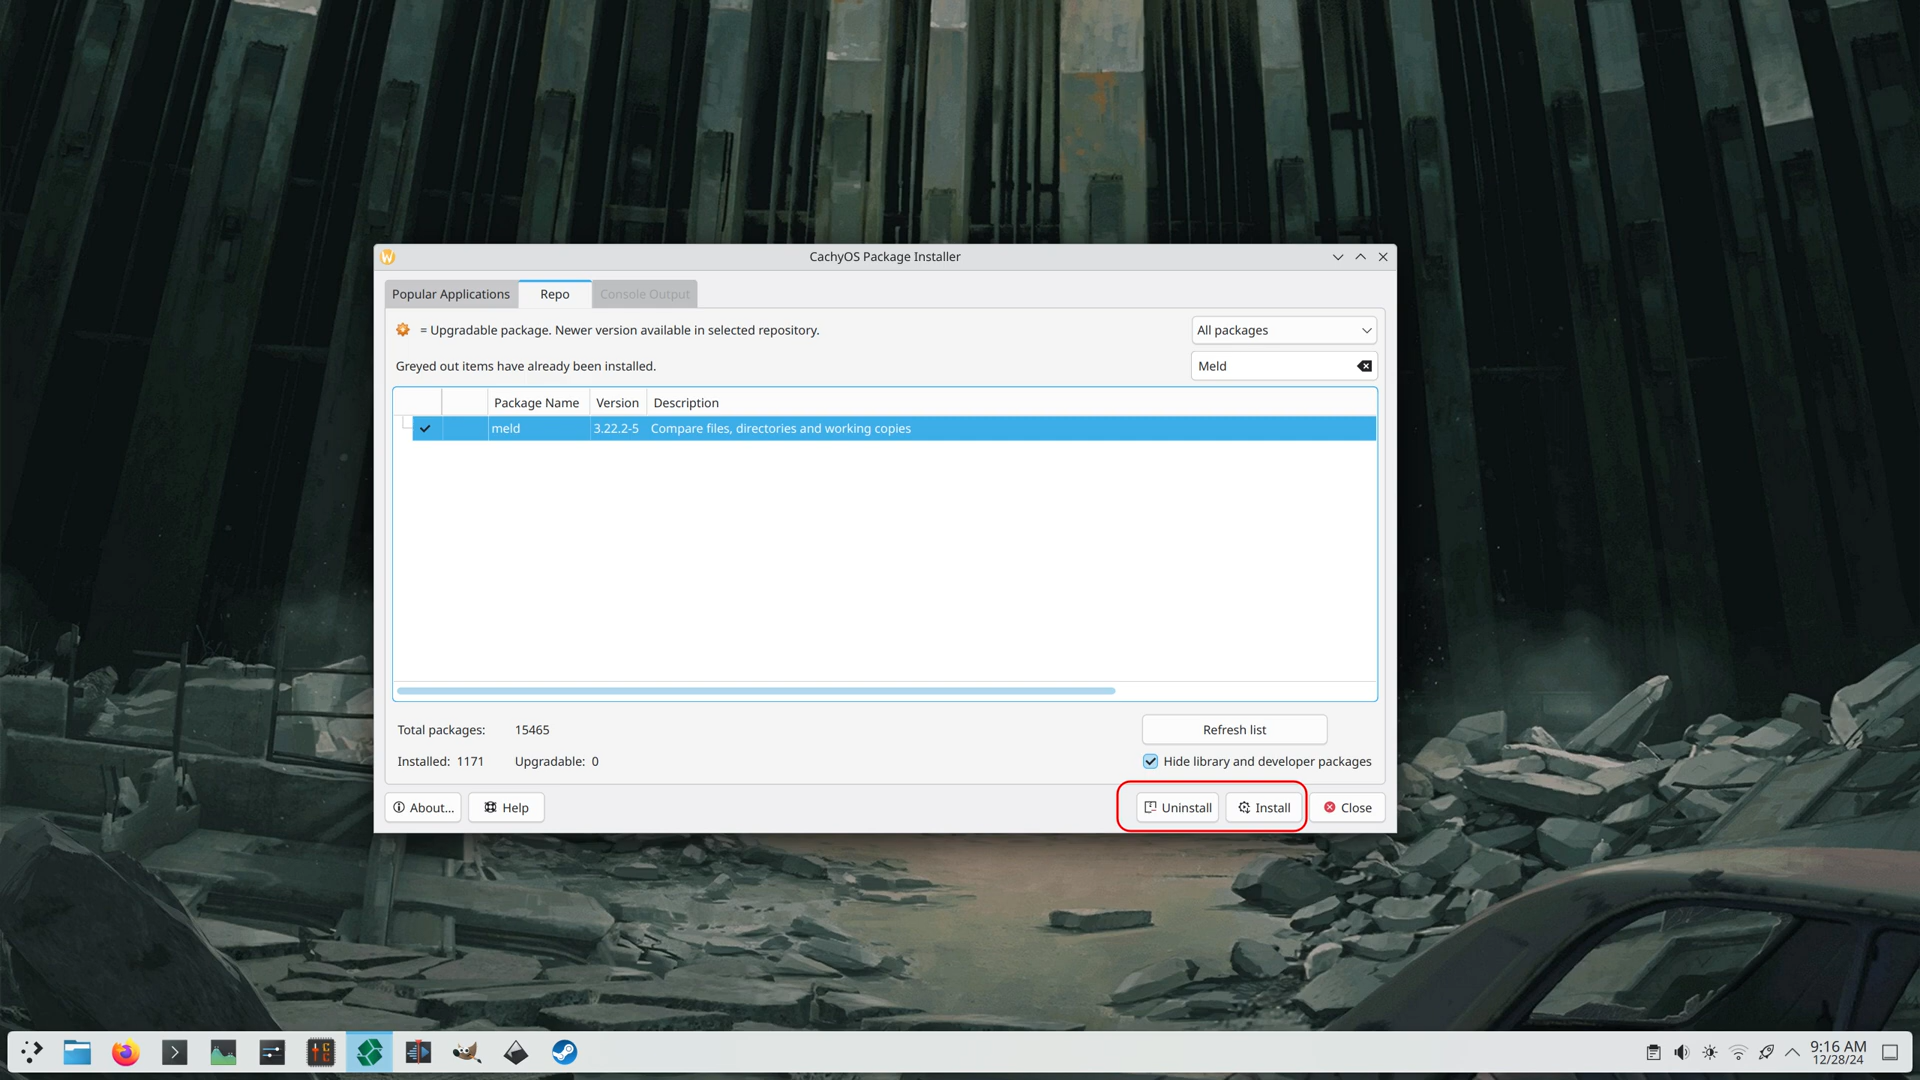 CachyOS Package Installer
Popular Applications Repo Console Output
= Upgradable package. Newer version available in selected repository. All packages
Greyed out items have already been installed. Meld
Package Name Version Description
meld 3.22.2-5 Compare files, directories and working copies
Total packages: 15465 Refresh list
Installed: 1171 Upgradable: 0 Hide library and developer packages
About... Help Uninstall Install Close
9:16 AM
12/28/24